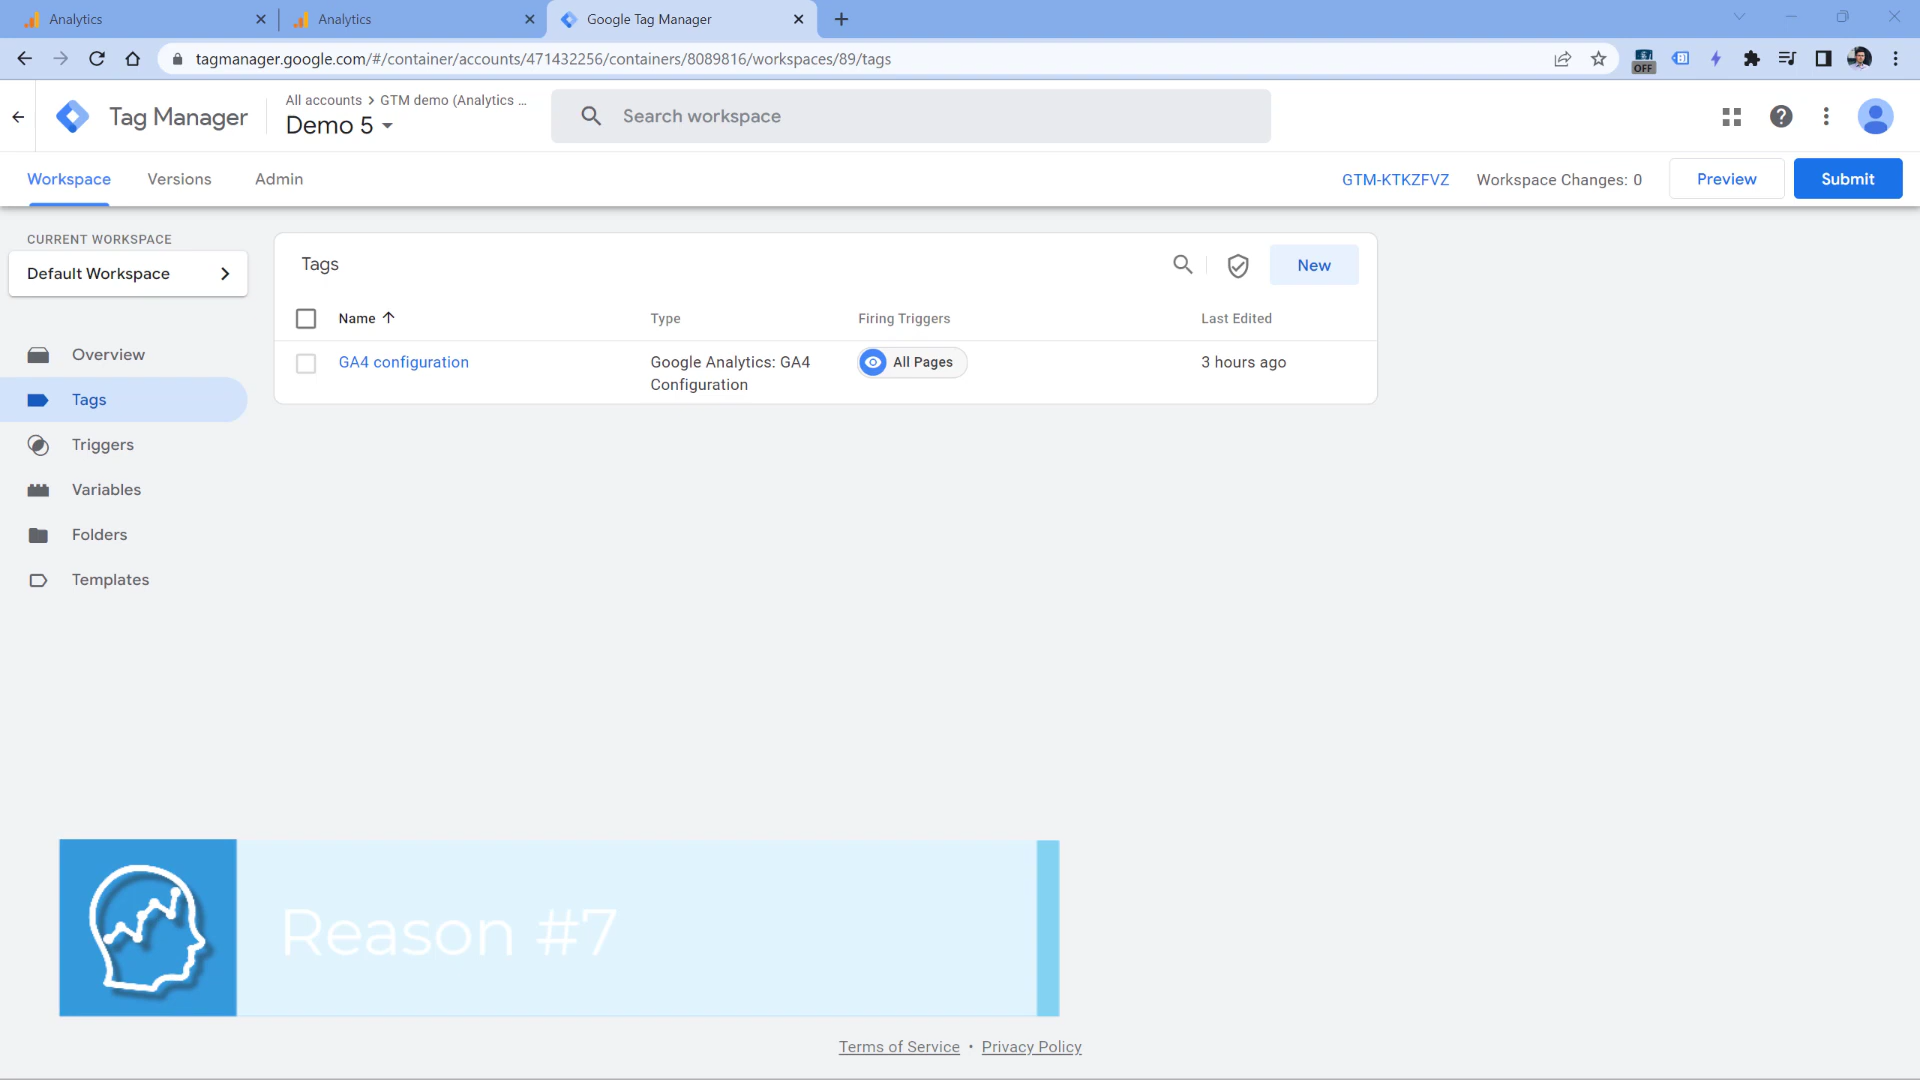 Analytics
Analytics
Google Tag Manager
tagmanager.google.com/#/container/accounts/471432256/containers/8089816/workspaces/89/tags
OFF
Tag Manager
All accounts > GTM demo (Analytics ...
Demo 5
Search workspace
Workspace
Versions
Admin
GTM-KTKZFVZ
Workspace Changes: 0
Preview
Submit
CURRENT WORKSPACE
Default Workspace
Overview
Tags
Triggers
Variables
Folders
Templates
Tags
New
Name
Type
Firing Triggers
Last Edited
GA4 configuration
Google Analytics: GA4
Configuration
All Pages
3 hours ago
Reason #7
Terms of Service • Privacy Policy